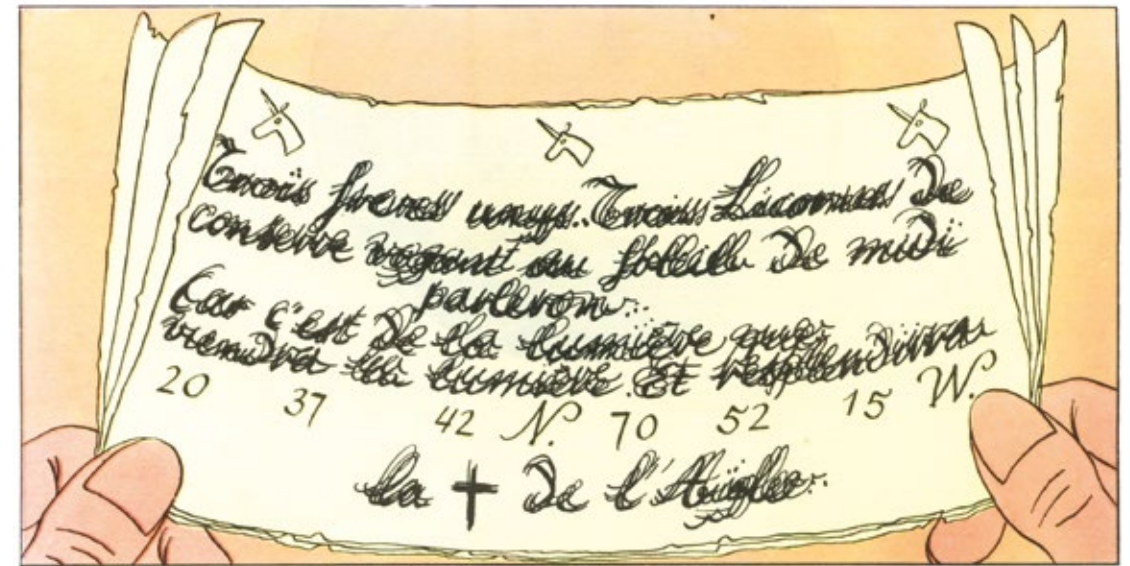 Trois freres unys. Trois Licornes de
conserve vogant au soleil de midi
parleront
Car c'est de la lumière que
viendra la lumière. Et resplendira
20 37 42 N. 70 52 15 W.
la † de l'Aigle